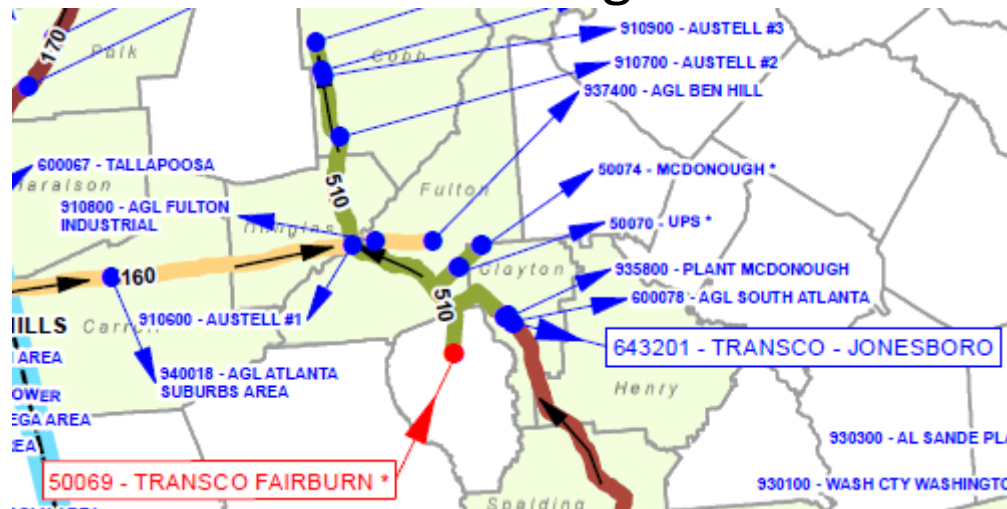 170
Polk
Cobb
910900 - AUSTELL #3
910700 - AUSTELL #2
937400 - AGL BEN HILL
600067 - TALLAPOOSA
Haralson
50074 - MCDONOUGH *
510
Fulton
910800 - AGL FULTON
INDUSTRIAL
Douglas
50070 - UPS *
Clayton
935800 - PLANT MCDONOUGH
160
510
600078 - AGL SOUTH ATLANTA
910600 - AUSTELL #1
ILLS
Carroll
643201 - TRANSCO - JONESBORO
AREA
940018 - AGL ATLANTA
SUBURBS AREA
Henry
OWER
EGA AREA
EA
930300 - AL SANDE PL
50069 - TRANSCO FAIRBURN *
930100 - WASH CTY WASHINGTO
Spalding